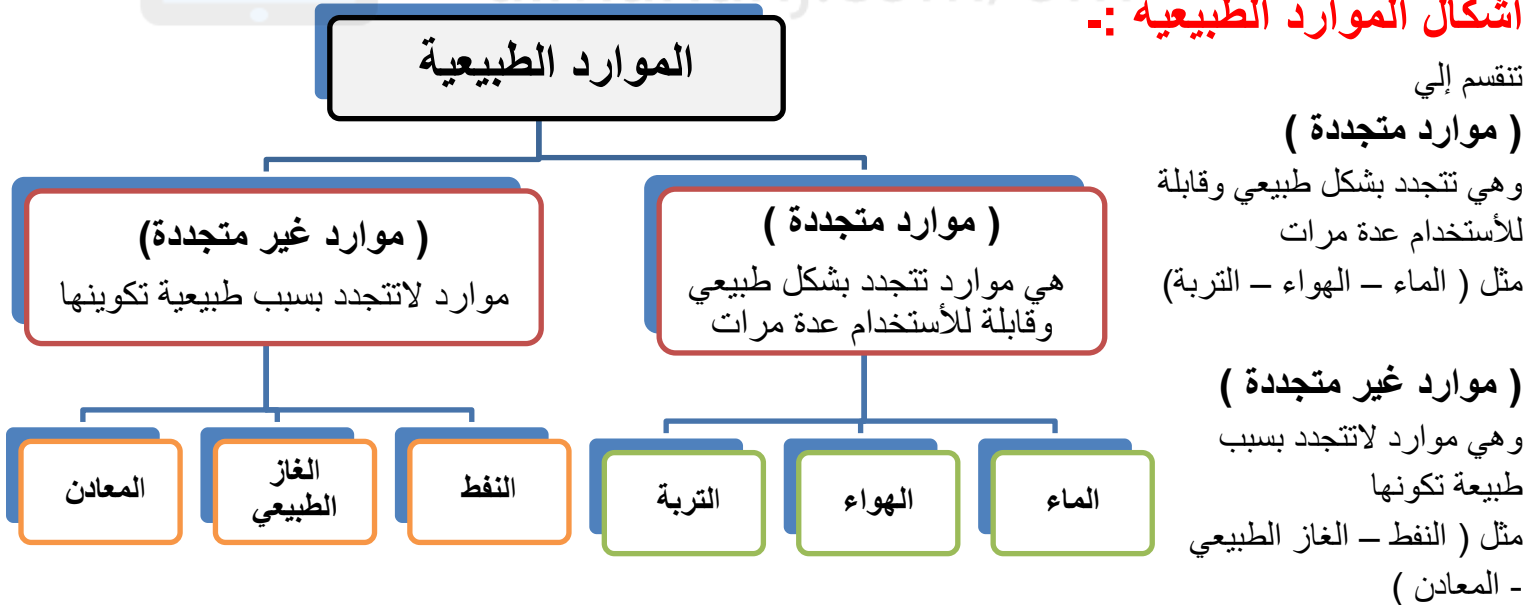 أشكال الموارد الطبيعية :-
تنقسم إلي
( موارد متجددة )
وهي تتجدد بشكل طبيعي وقابلة
للأستخدام عدة مرات
مثل ( الماء – الهواء – التربة)
( موارد غير متجددة )
وهي موارد لاتتجدد بسبب
طبيعة تكونها
مثل ( النفط – الغاز الطبيعي
- المعادن )
الموارد الطبيعية
( موارد متجددة )
هي موارد تتجدد بشكل طبيعي
وقابلة للأستخدام عدة مرات
( موارد غير متجددة)
موارد لاتتجدد بسبب طبيعية تكوينها
الماء
الهواء
التربة
النفط
الغاز
الطبيعي
المعادن